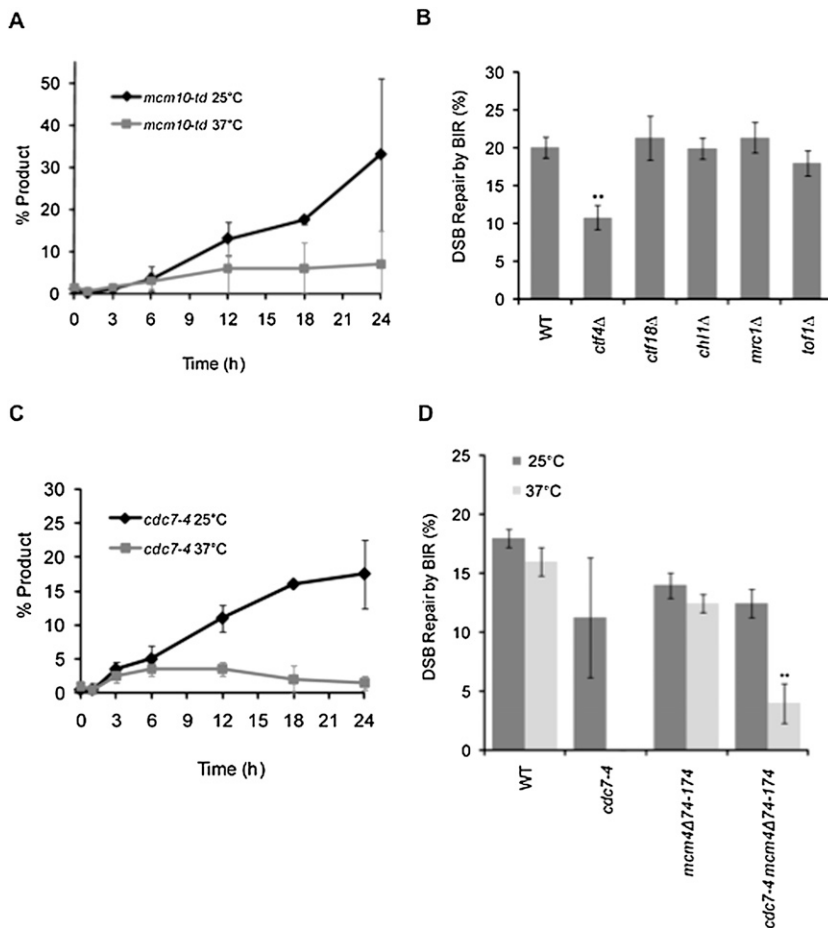 A
% Product
50
40
30
20
10
0
mcm10-td 25°C
mcm10-td 37°C
0 3 6 9 12 15 18 21 24
Time (h)
B
DSB Repair by BIR (%)
30
25
20
15
10
5
0
••
WT
ctf4Δ
ctf18Δ
chl1Δ
mrc1Δ
tof1Δ
C
% Product
30
25
20
15
10
5
0
cdc7-4 25°C
cdc7-4 37°C
0 3 6 9 12 15 18 21 24
Time (h)
D
DSB Repair by BIR (%)
25
20
15
10
5
0
25°C
37°C
••
WT
cdc7-4
mcm4Δ74-174
cdc7-4 mcm4Δ74-174